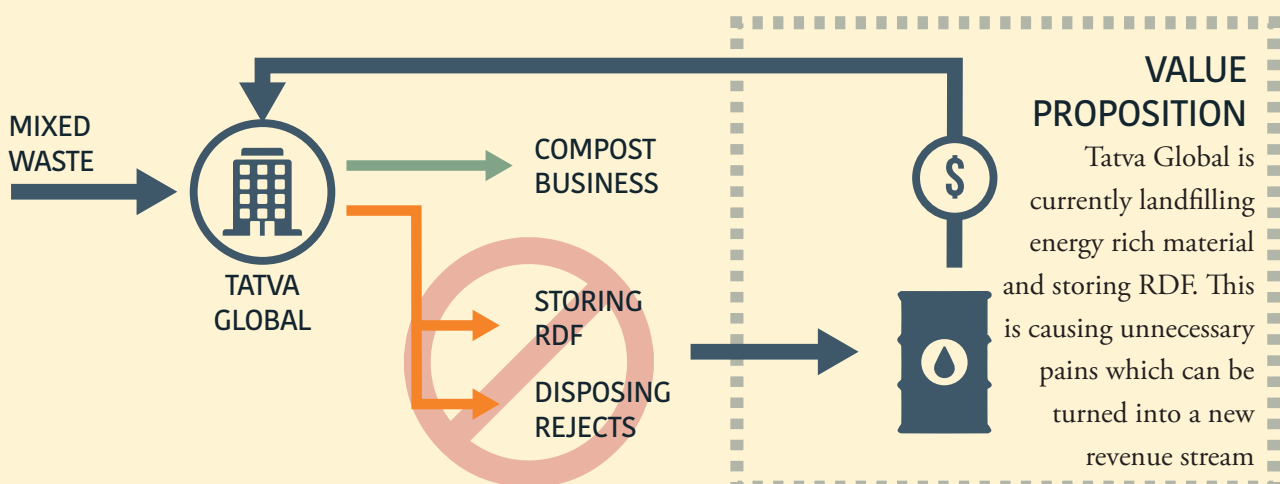 MIXED
WASTE
TATVA
GLOBAL
COMPOST
BUSINESS
STORING
RDF
DISPOSING
REJECTS
$
VALUE
PROPOSITION
Tatva Global is
currently landfilling
energy rich material
and storing RDF. This
is causing unnecessary
pains which can be
turned into a new
revenue stream